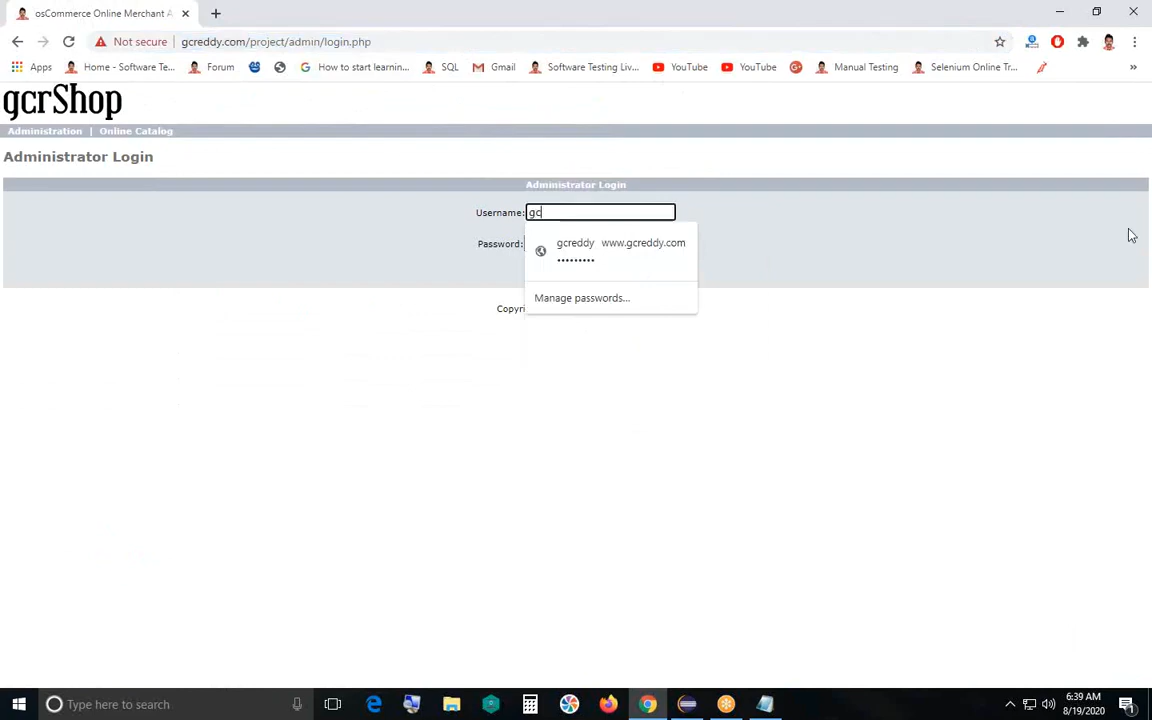 osCommerce Online Merchant A
Not secure gcreddy.com/project/admin/login.php
Apps Home - Software Te... Forum How to start learnin... SQL Gmail Software Testing Liv... YouTube YouTube Manual Testing Selenium Online Tr... »
gcrShop
Administration | Online Catalog
Administrator Login
Administrator Login
Username: gc
gcreddy www.gcreddy.com
Password:
•••••••••
Manage passwords...
Copyri
Type here to search
6:39 AM
8/19/2020
1